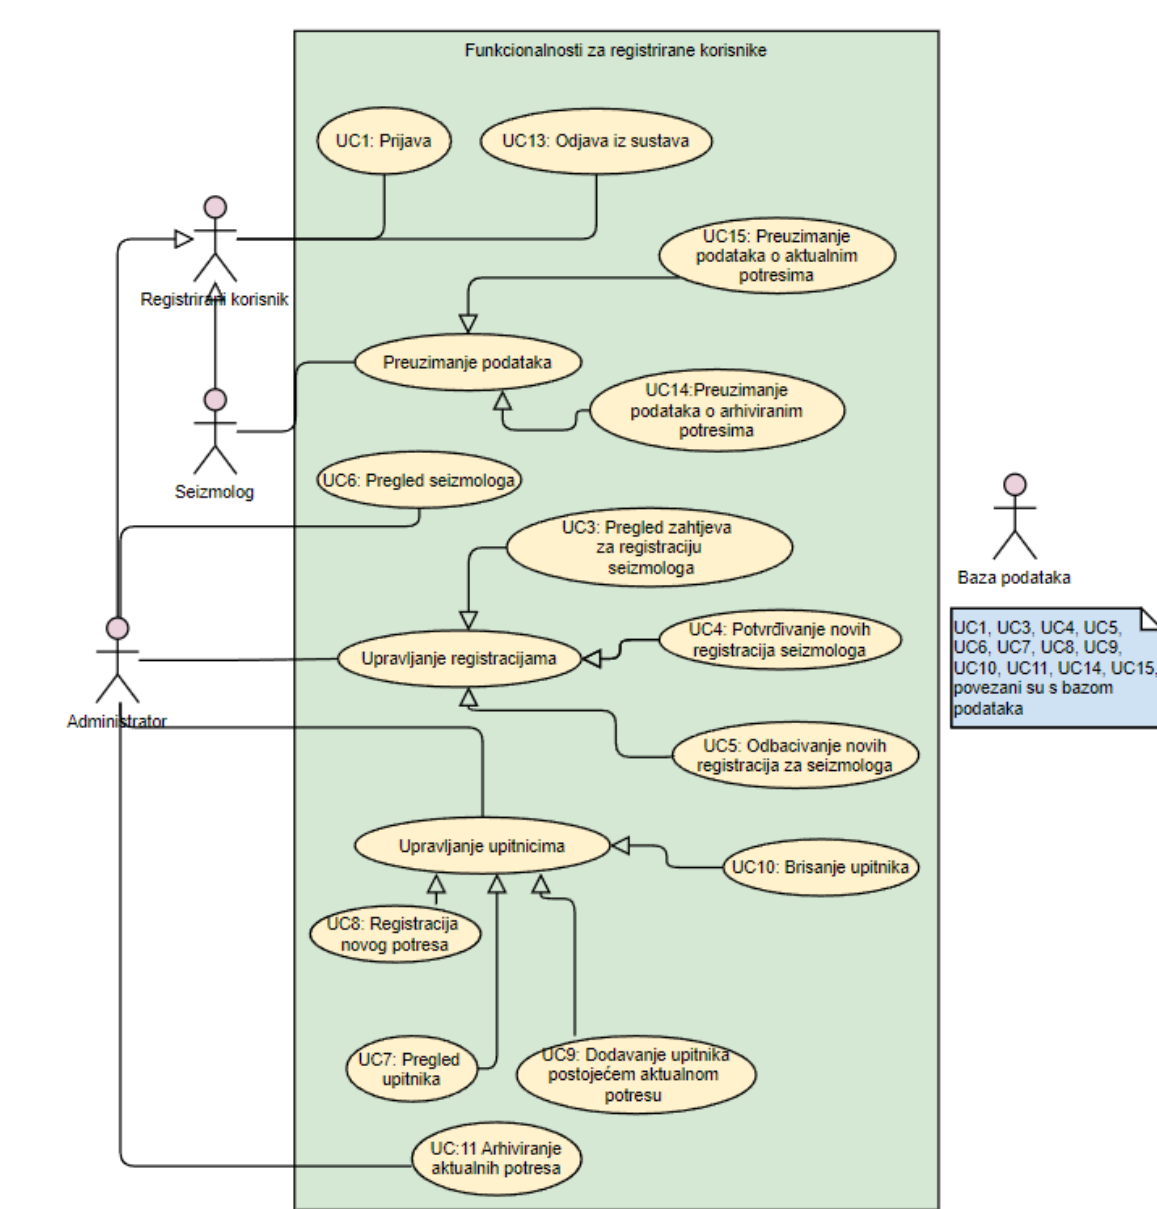 Funkcionalnosti za registrirane korisnike
UC1: Prijava
UC13: Odjava iz sustava
UC15: Preuzimanje
podataka o aktualnim
potresima
Registrirani korisnik
Preuzimanje podataka
UC14:Preuzimanje
podataka o arhiviranim
potresima
Seizmolog
UC6: Pregled seizmologa
UC3: Pregled zahtjeva
za registraciju
seizmologa
Baza podataka
UC1, UC3, UC4, UC5,
UC6, UC7, UC8, UC9,
UC10, UC11, UC14, UC15,
povezani su s bazom
podataka
UC4: Potvrđivanje novih
registracija seizmologa
Upravljanje registracijama
Administrator
UC5: Odbacivanje novih
registracija za seizmologa
Upravljanje upitnicima
UC10: Brisanje upitnika
UC8: Registracija
novog potresa
UC7: Pregled
upitnika
UC9: Dodavanje upitnika
postojećem aktualnom
potresu
UC:11 Arhiviranje
aktualnih potresa